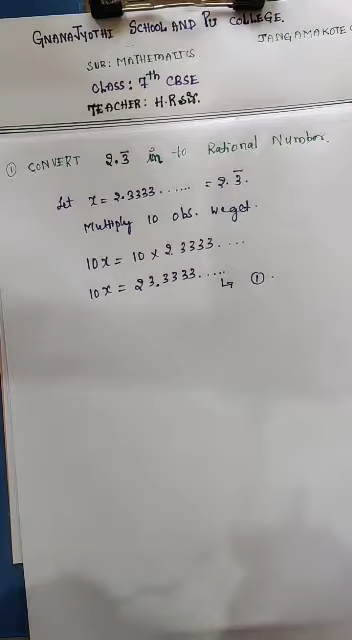 GNANAJYOTHI SCHOOL AND PU COLLEGE.
JANGAMAKOTE
SUB: MATHEMATICS
CLASS: 7th CBSE
TEACHER: H.R
① CONVERT 2.3̅ in to Rational Number.
Let x = 2.3333...... = 2.3̅.
Multiply 10 obs. we get.
10x = 10 × 2.3333....
10x = 23.3333.....
↳ ①.